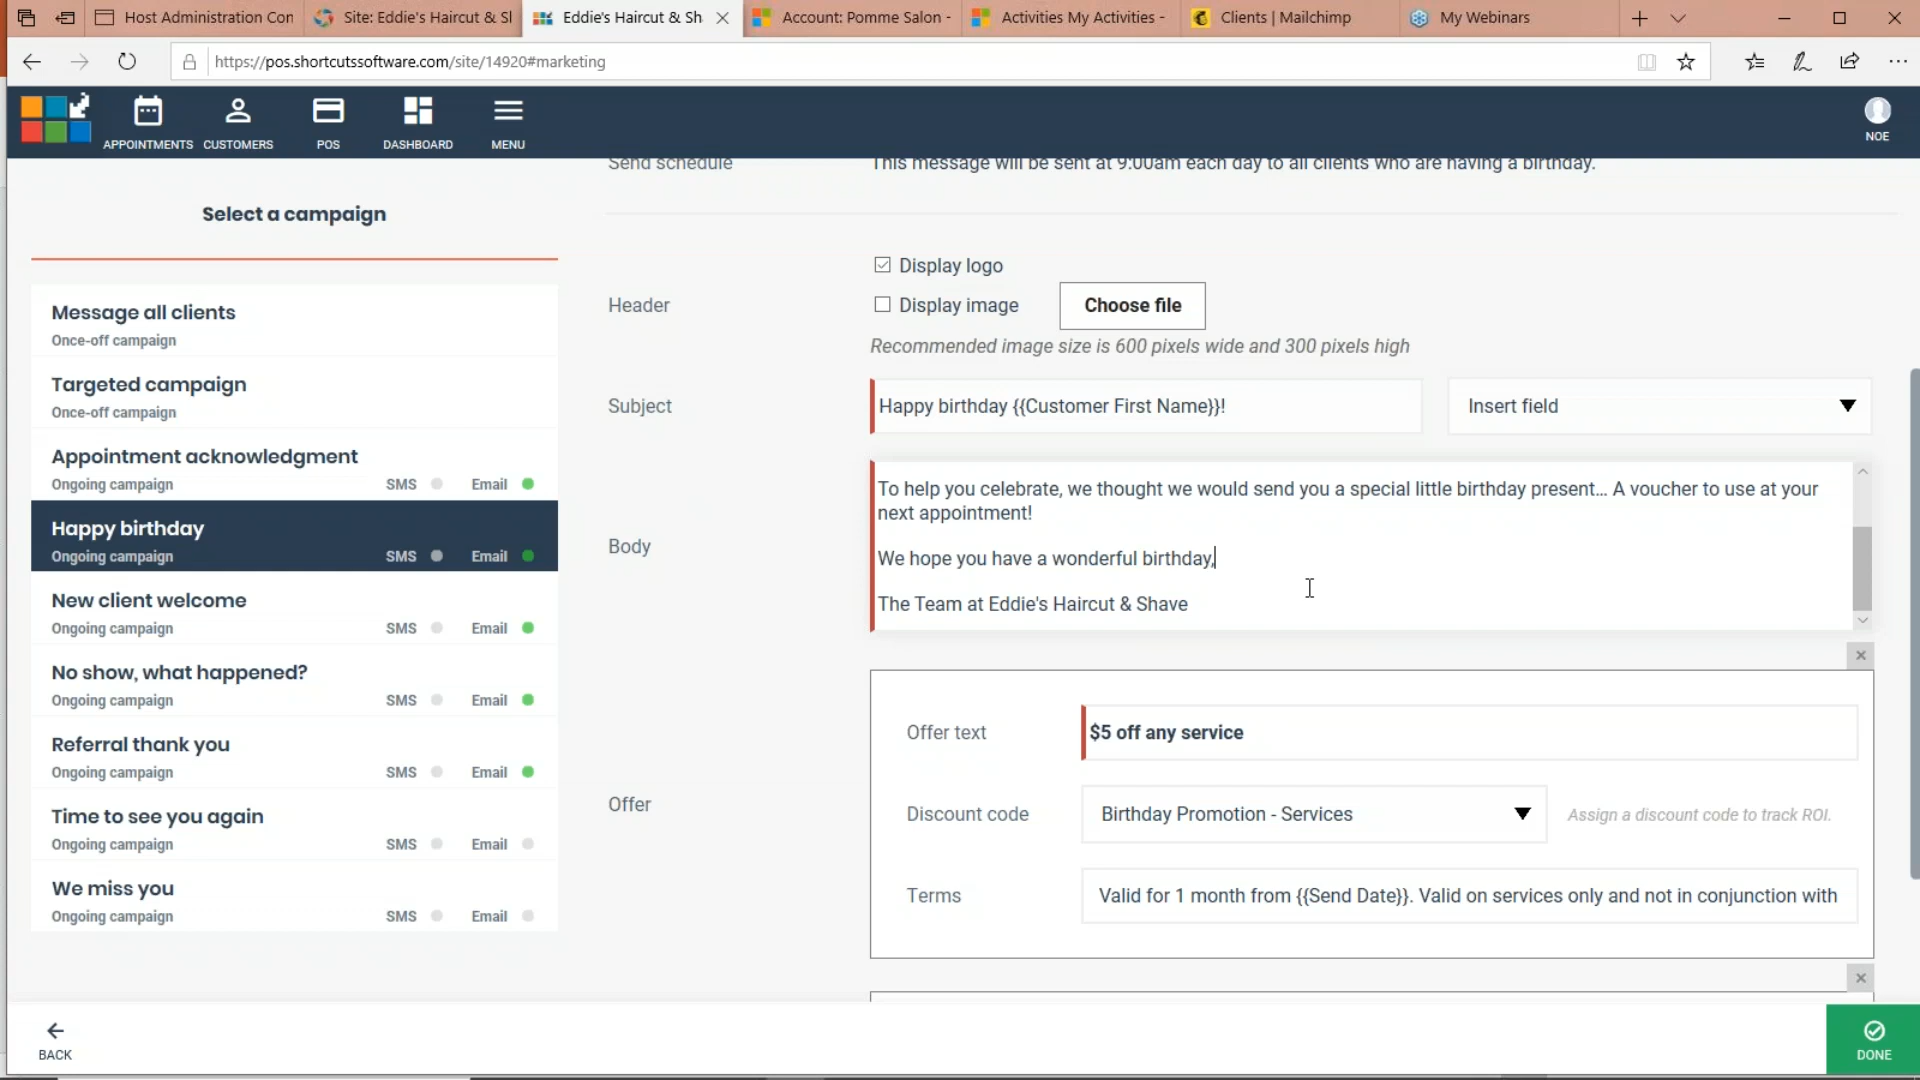 Host Administration Con
Site: Eddie's Haircut & Sl
Eddie's Haircut & Sh
Account: Pomme Salon -
Activities My Activities -
Clients | Mailchimp
My Webinars
https://pos.shortcutssoftware.com/site/14920#marketing
APPOINTMENTS
CUSTOMERS
POS
DASHBOARD
MENU
NOE
Send schedule
This message will be sent at 9:00am each day to all clients who are having a birthday.
Select a campaign
Message all clients
Once-off campaign
Targeted campaign
Once-off campaign
Appointment acknowledgment
Ongoing campaign SMS Email
Happy birthday
Ongoing campaign SMS Email
New client welcome
Ongoing campaign SMS Email
No show, what happened?
Ongoing campaign SMS Email
Referral thank you
Ongoing campaign SMS Email
Time to see you again
Ongoing campaign SMS Email
We miss you
Ongoing campaign SMS Email
Header
Display logo
Display image
Choose file
Recommended image size is 600 pixels wide and 300 pixels high
Subject
Happy birthday {{Customer First Name}}!
Insert field
Body
To help you celebrate, we thought we would send you a special little birthday present... A voucher to use at your
next appointment!
We hope you have a wonderful birthday,
The Team at Eddie's Haircut & Shave
Offer
Offer text
$5 off any service
Discount code
Birthday Promotion - Services
Assign a discount code to track ROI.
Terms
Valid for 1 month from {{Send Date}}. Valid on services only and not in conjunction with
BACK
DONE